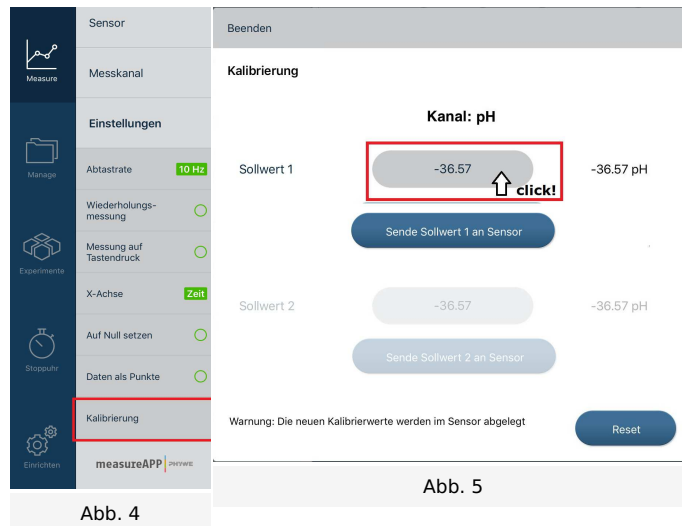 Sensor
Measure
Messkanal
Einstellungen
Manage
Abtastrate 10 Hz
Wiederholungs-
messung
Messung auf
Tastendruck
Experimente
X-Achse Zeit
Auf Null setzen
Stoppuhr
Daten als Punkte
Kalibrierung
Einrichten
measureAPP PHYWE
Abb. 4
Beenden
Kalibrierung
Kanal: pH
Sollwert 1 -36.57 -36.57 pH
click!
Sende Sollwert 1 an Sensor
Sollwert 2 -36.57 -36.57 pH
Sende Sollwert 2 an Sensor
Warnung: Die neuen Kalibrierwerte werden im Sensor abgelegt
Reset
Abb. 5